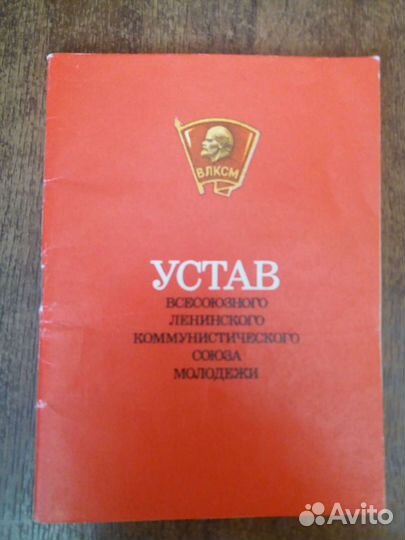 ВЛКСМ
УСТАВ
ВСЕСОЮЗНОГО
ЛЕНИНСКОГО
КОММУНИСТИЧЕСКОГО
СОЮЗА
МОЛОДЕЖИ
Avito